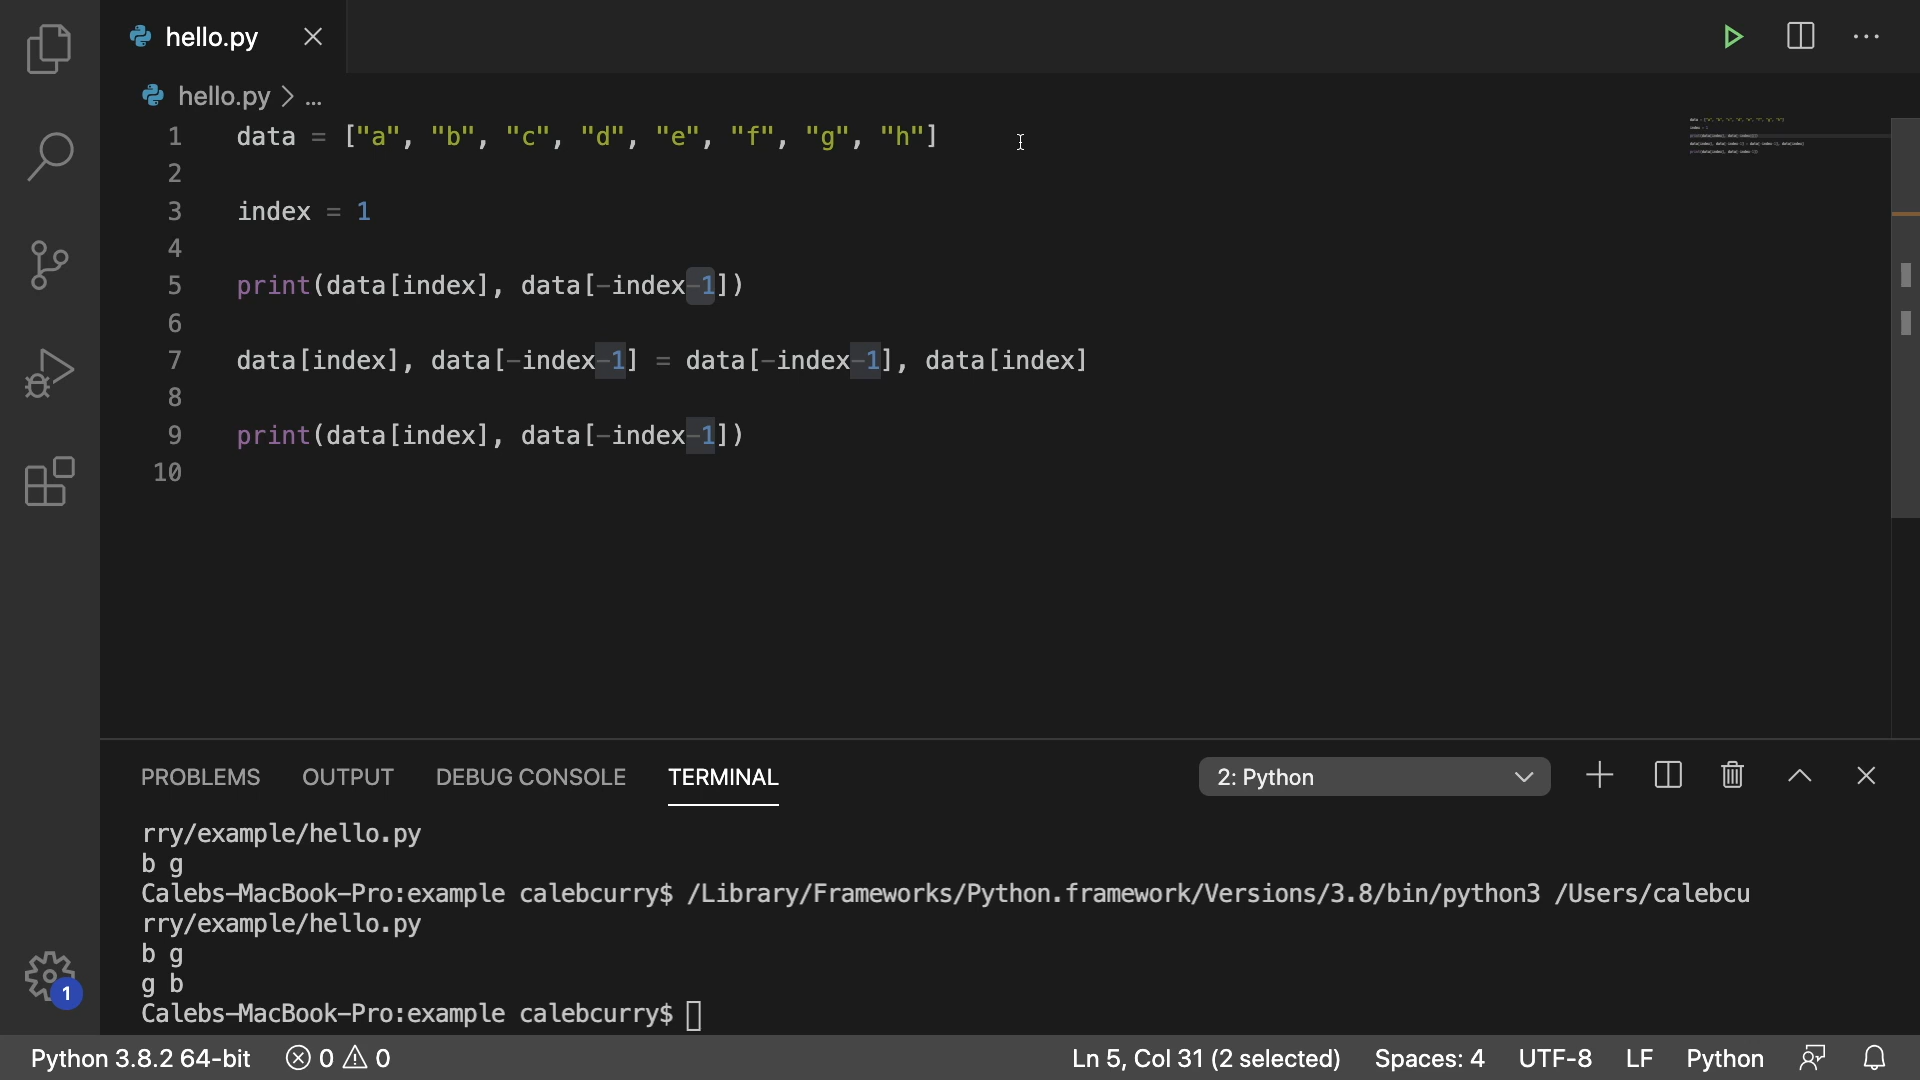 hello.py
hello.py > ...
1 data = ["a", "b", "c", "d", "e", "f", "g", "h"]
2
3 index = 1
4
5 print(data[index], data[-index-1])
6
7 data[index], data[-index-1] = data[-index-1], data[index]
8
9 print(data[index], data[-index-1])
10
PROBLEMS OUTPUT DEBUG CONSOLE TERMINAL 2: Python
rry/example/hello.py
b g
Calebs-MacBook-Pro:example calebcurry$ /Library/Frameworks/Python.framework/Versions/3.8/bin/python3 /Users/calebcu
rry/example/hello.py
b g
g b
Calebs-MacBook-Pro:example calebcurry$
1
Python 3.8.2 64-bit 0 0 Ln 5, Col 31 (2 selected) Spaces: 4 UTF-8 LF Python